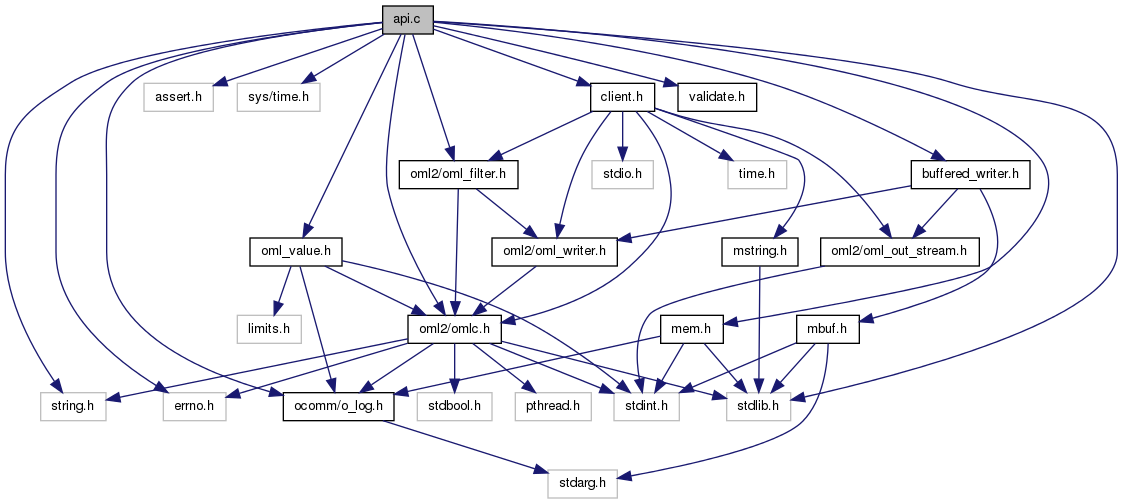 api.c
assert.h
sys/time.h
client.h
validate.h
oml2/oml_filter.h
stdio.h
time.h
buffered_writer.h
oml_value.h
oml2/oml_writer.h
mstring.h
oml2/oml_out_stream.h
limits.h
oml2/omlc.h
mem.h
mbuf.h
string.h
errno.h
ocomm/o_log.h
stdbool.h
pthread.h
stdint.h
stdlib.h
stdarg.h